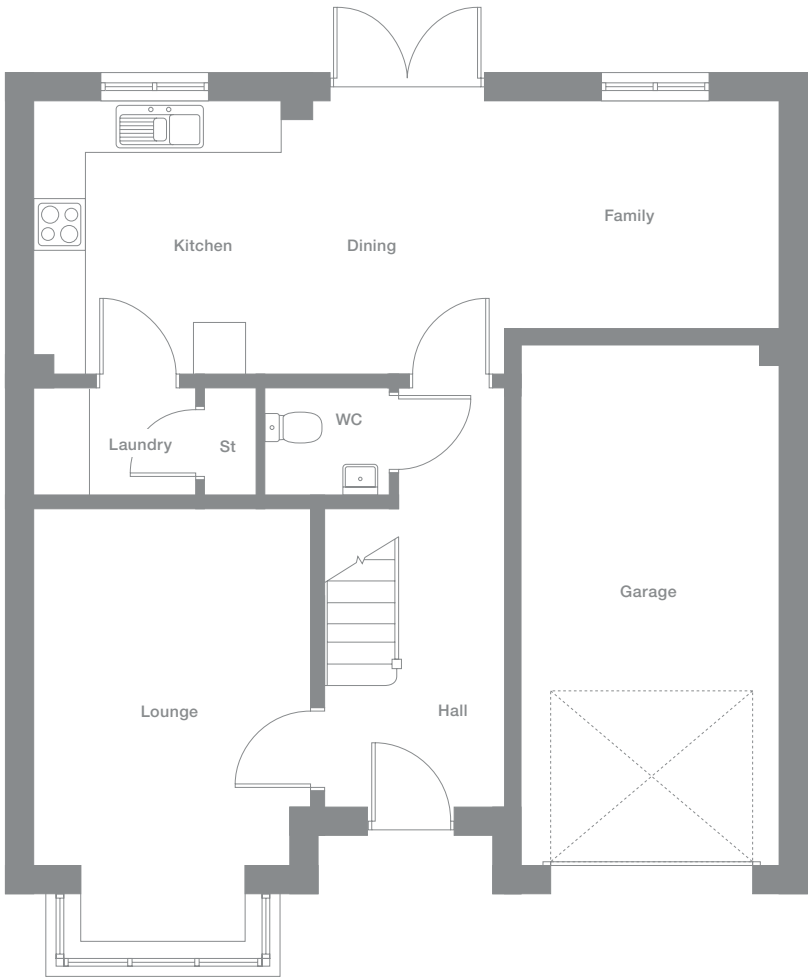 Family
Kitchen
Dining
WC
Laundry
St
Garage
Lounge
Hall